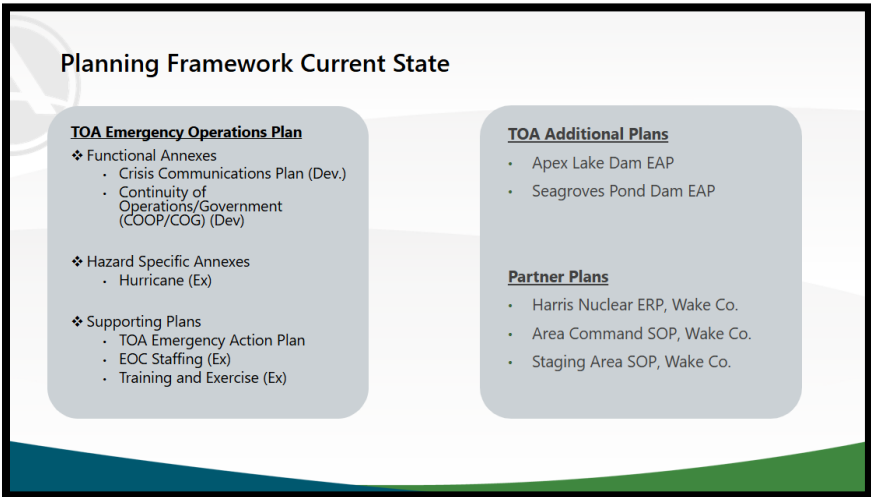 Planning Framework Current State
TOA Emergency Operations Plan
❖ Functional Annexes
• Crisis Communications Plan (Dev.)
• Continuity of
Operations/Government
(COOP/COG) (Dev)
❖ Hazard Specific Annexes
• Hurricane (Ex)
❖ Supporting Plans
• TOA Emergency Action Plan
• EOC Staffing (Ex)
• Training and Exercise (Ex)
TOA Additional Plans
• Apex Lake Dam EAP
• Seagroves Pond Dam EAP
Partner Plans
• Harris Nuclear ERP, Wake Co.
• Area Command SOP, Wake Co.
• Staging Area SOP, Wake Co.